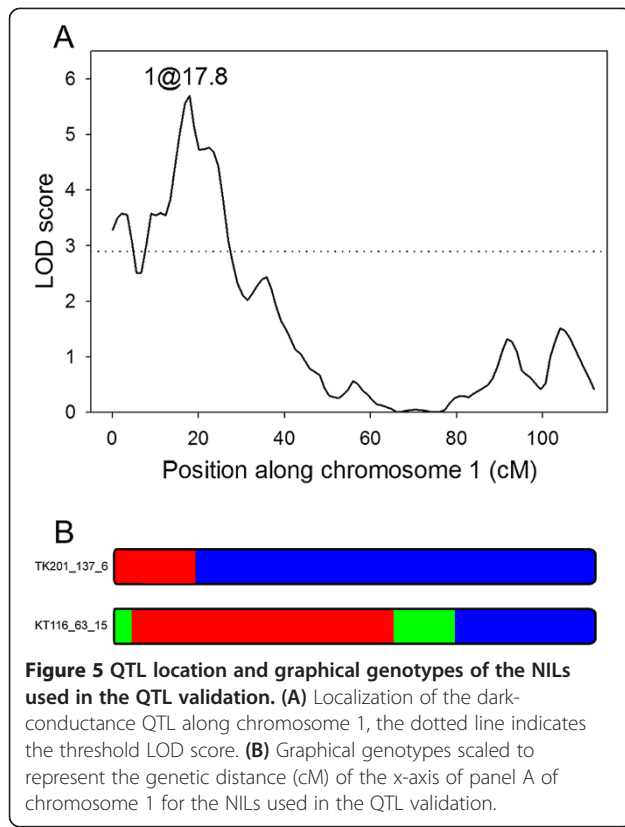 A
1@17.8
6
5
4
3
2
1
0
LOD score
0 20 40 60 80 100
Position along chromosome 1 (cM)
B
TK201_137_6
KT116_63_15
Figure 5 QTL location and graphical genotypes of the NILs
used in the QTL validation. (A) Localization of the dark-
conductance QTL along chromosome 1, the dotted line indicates
the threshold LOD score. (B) Graphical genotypes scaled to
represent the genetic distance (cM) of the x-axis of panel A of
chromosome 1 for the NILs used in the QTL validation.